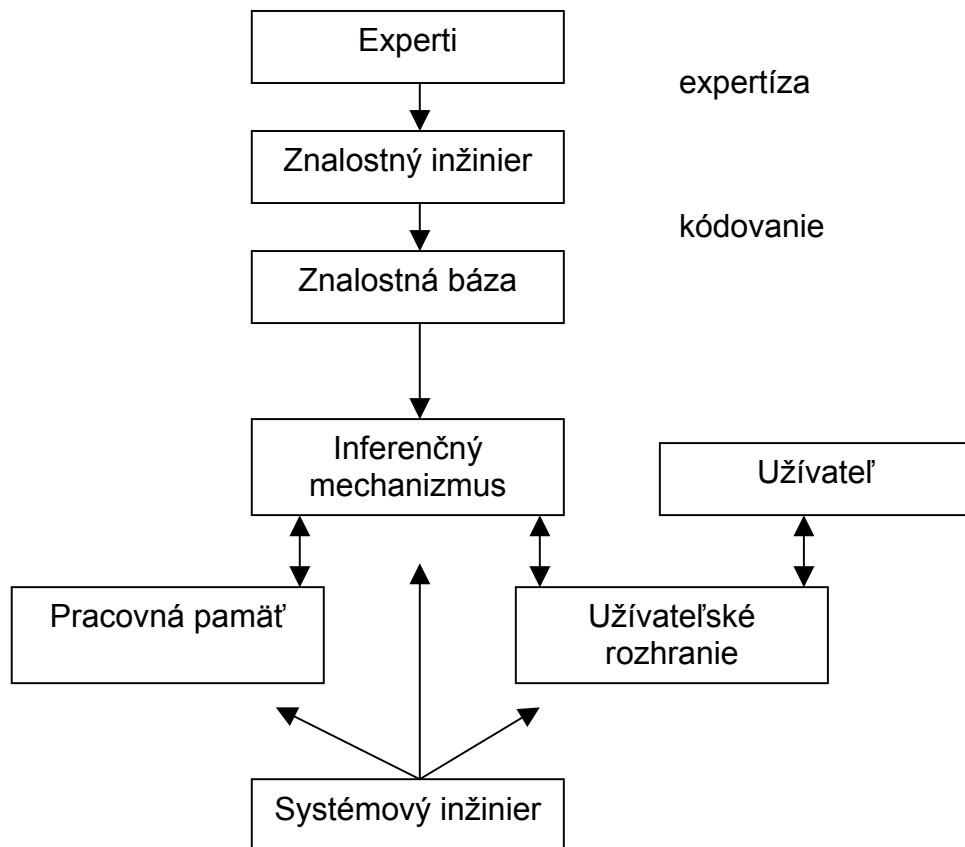 Experti
expertíza
Znalostný inžinier
kódovanie
Znalostná báza
Inferenčný
mechanizmus
Užívateľ
Pracovná pamäť
Užívateľské
rozhranie
Systémový inžinier